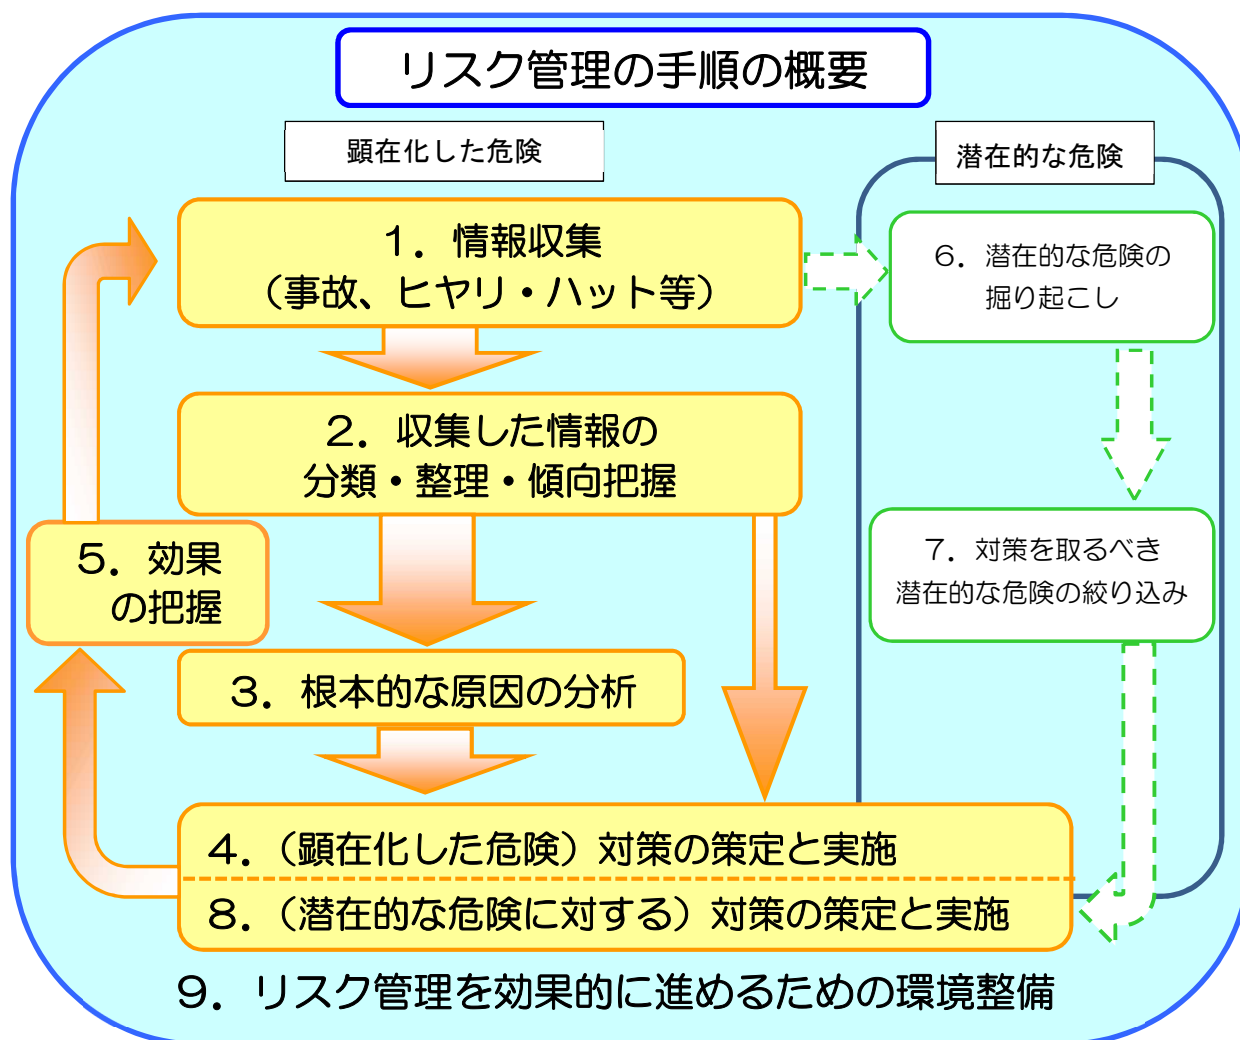 リスク管理の手順の概要
顕在化した危険
潜在的な危険
１．情報収集
（事故、ヒヤリ・ハット等）
６．潜在的な危険の
掘り起こし
２．収集した情報の
分類・整理・傾向把握
５．効果
の把握
７．対策を取るべき
潜在的な危険の絞り込み
３．根本的な原因の分析
４．（顕在化した危険）対策の策定と実施
８．（潜在的な危険に対する）対策の策定と実施
９．リスク管理を効果的に進めるための環境整備